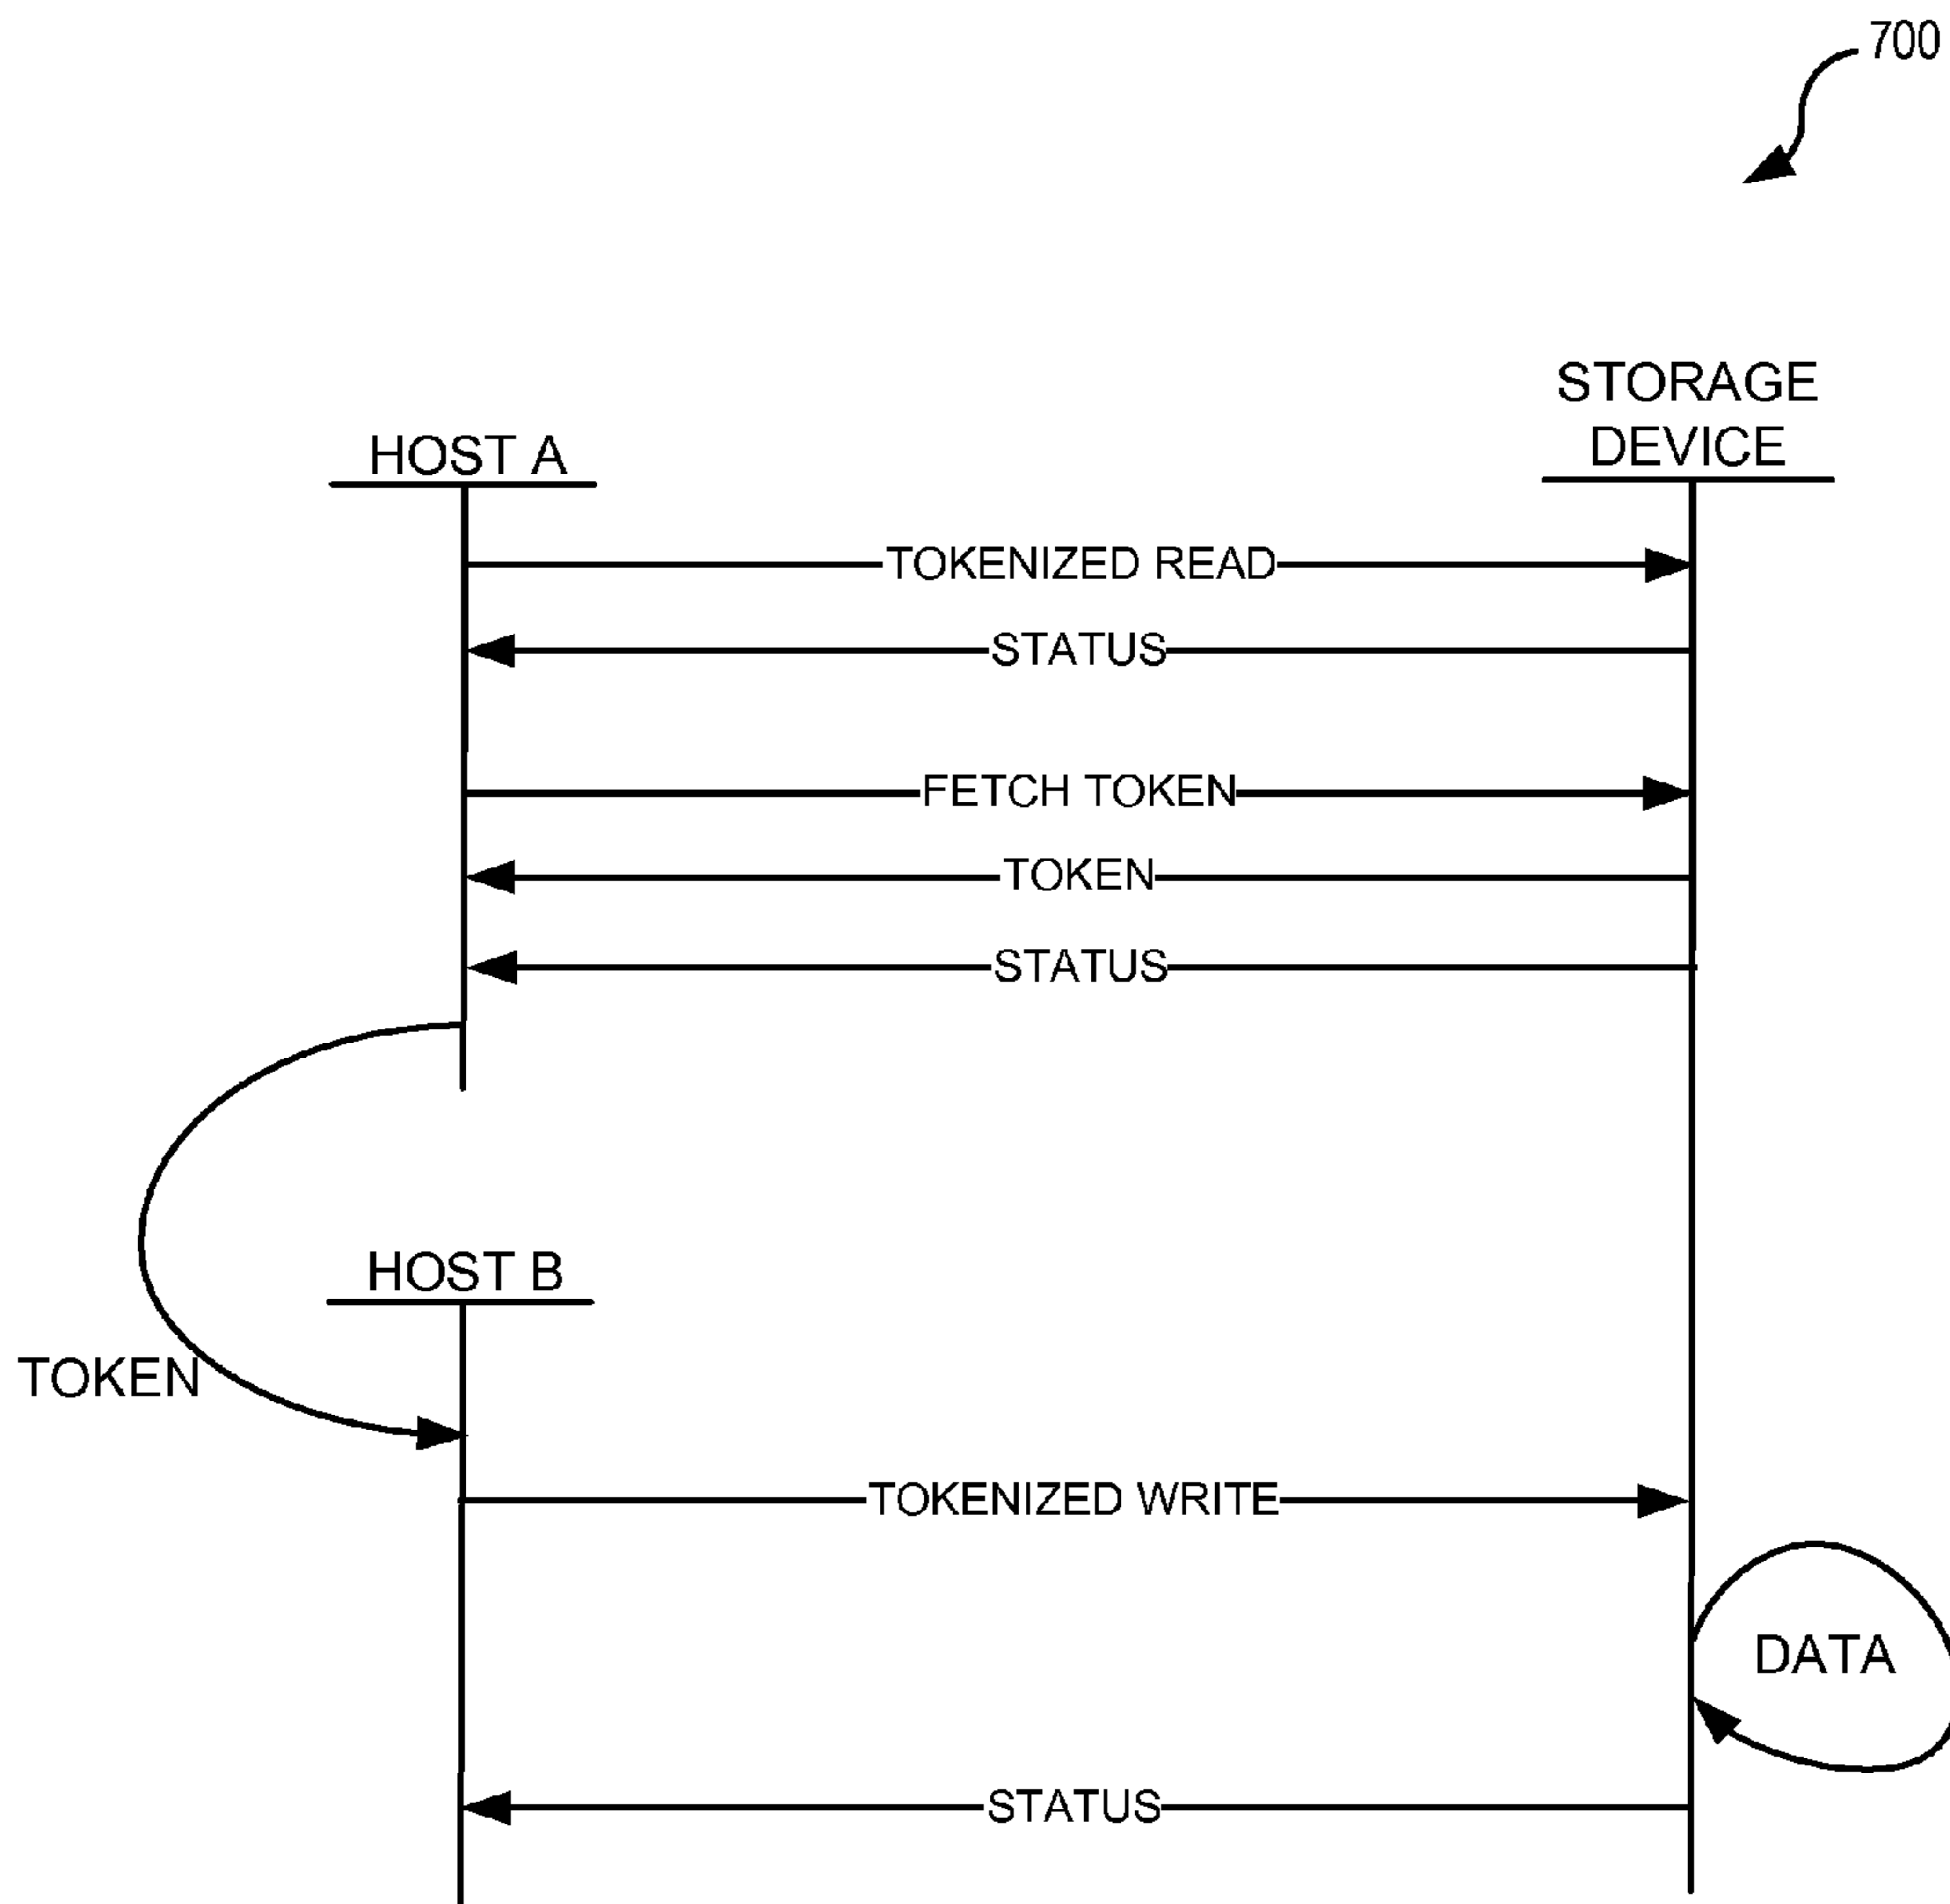 700
STORAGE
DEVICE
HOST A
TOKENIZED READ
STATUS
FETCH TOKEN
TOKEN
STATUS
HOST B
TOKEN
TOKENIZED WRITE
DATA
STATUS